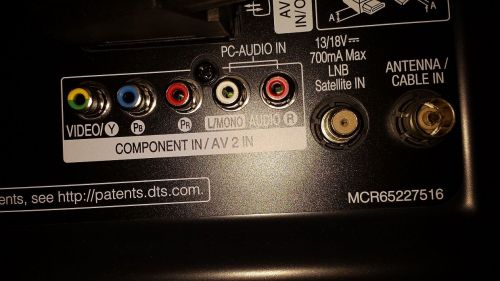 AV
IN/O
A
A
PC-AUDIO IN
13/18V⎓
700mA Max
LNB
Satellite IN
ANTENNA /
CABLE IN
VIDEO/Y PB PR L/MONO AUDIO R
COMPONENT IN / AV 2 IN
ents, see http://patents.dts.com.
MCR65227516